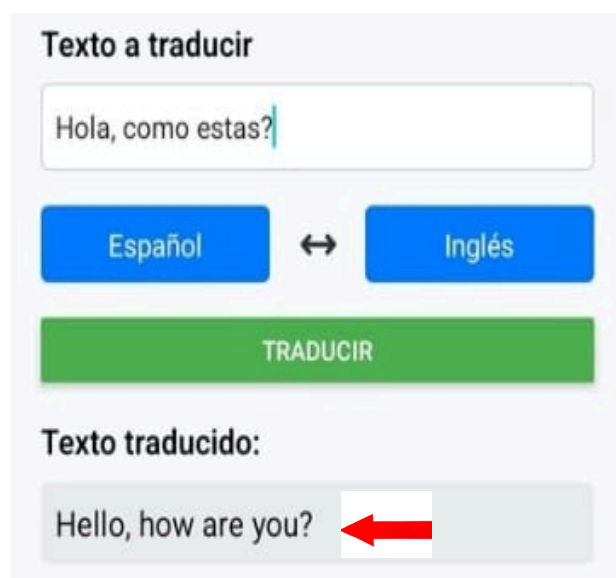 Texto a traducir
Hola, como estas?
Español ↔ Inglés
TRADUCIR
Texto traducido:
Hello, how are you?